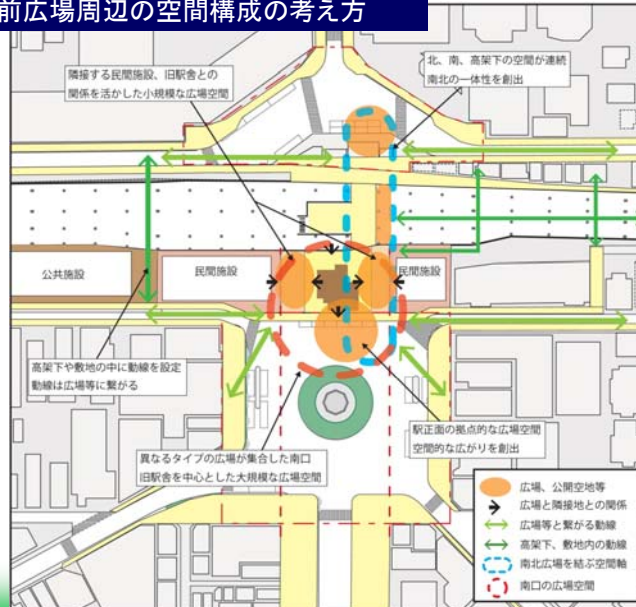 前広場周辺の空間構成の考え方
隣接する民間施設、旧駅舎との
関係を活かした小規模な広場空間
北、南、高架下の空間が連続
南北の一体性を創出
公共施設
民間施設
民間施設
高架下や敷地の中に動線を設定
動線は広場等に繋がる
異なるタイプの広場が集合した南口
旧駅舎を中心とした大規模な広場空間
駅正面の拠点的な広場空間
空間的な広がりを創出
広場、公開空地等
広場と隣接地との関係
広場等と繋がる動線
高架下、敷地内の動線
南北広場を結ぶ空間軸
南口の広場空間